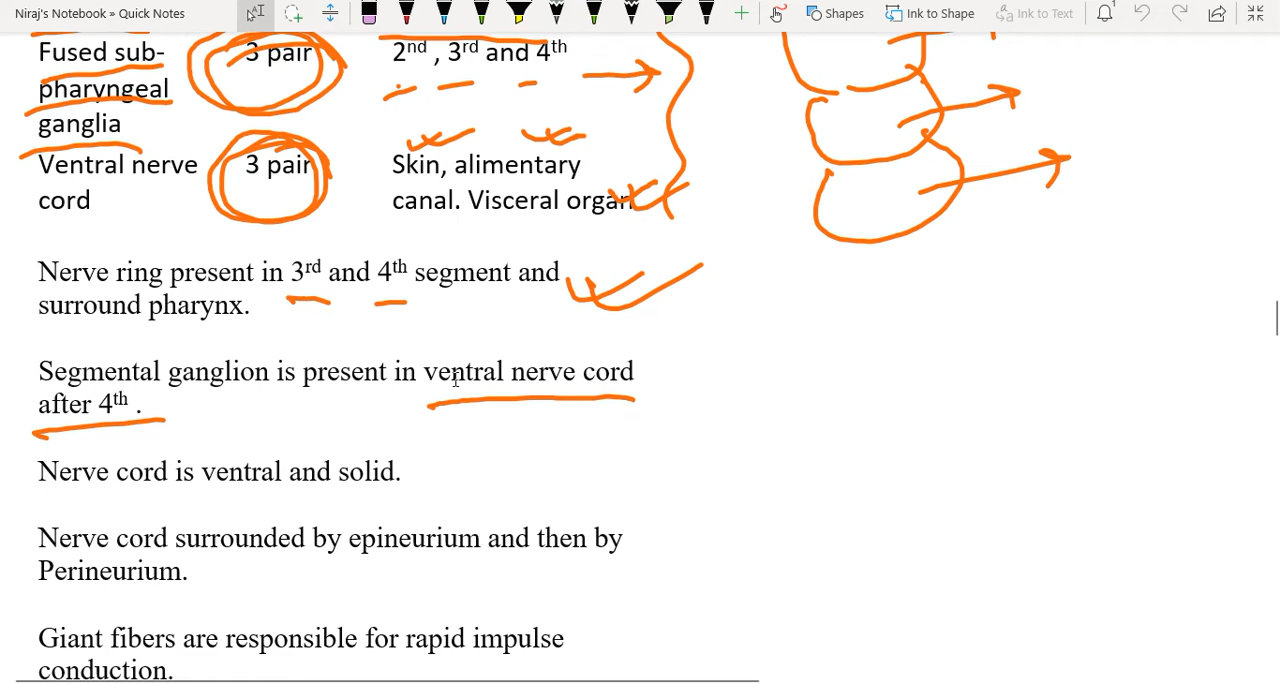 Niraj's Notebook » Quick Notes
Shapes
Ink to Shape
Ink to Text
Fused sub- 3 pair 2nd , 3rd and 4th
pharyngeal
ganglia
Ventral nerve 3 pair Skin, alimentary
cord canal. Visceral organ
Nerve ring present in 3rd and 4th segment and
surround pharynx.
Segmental ganglion is present in ventral nerve cord
after 4th .
Nerve cord is ventral and solid.
Nerve cord surrounded by epineurium and then by
Perineurium.
Giant fibers are responsible for rapid impulse
conduction.